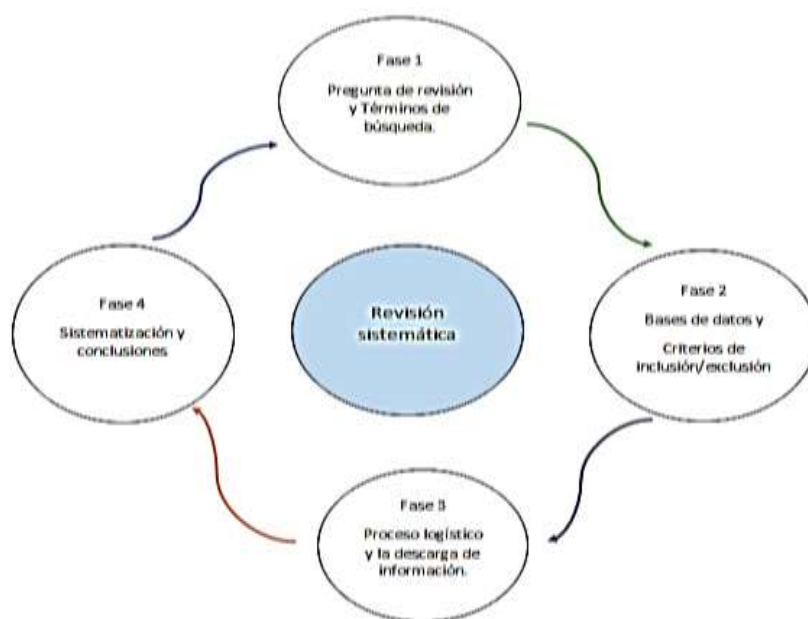 Fase 1
Pregunta de revisión
y Términos de
búsqueda.
Fase 2
Bases de datos y
Criterios de
inclusión/exclusión
Fase 3
Proceso logístico
y la descarga de
información.
Fase 4
Sistematización y
conclusiones
Revisión
sistemática